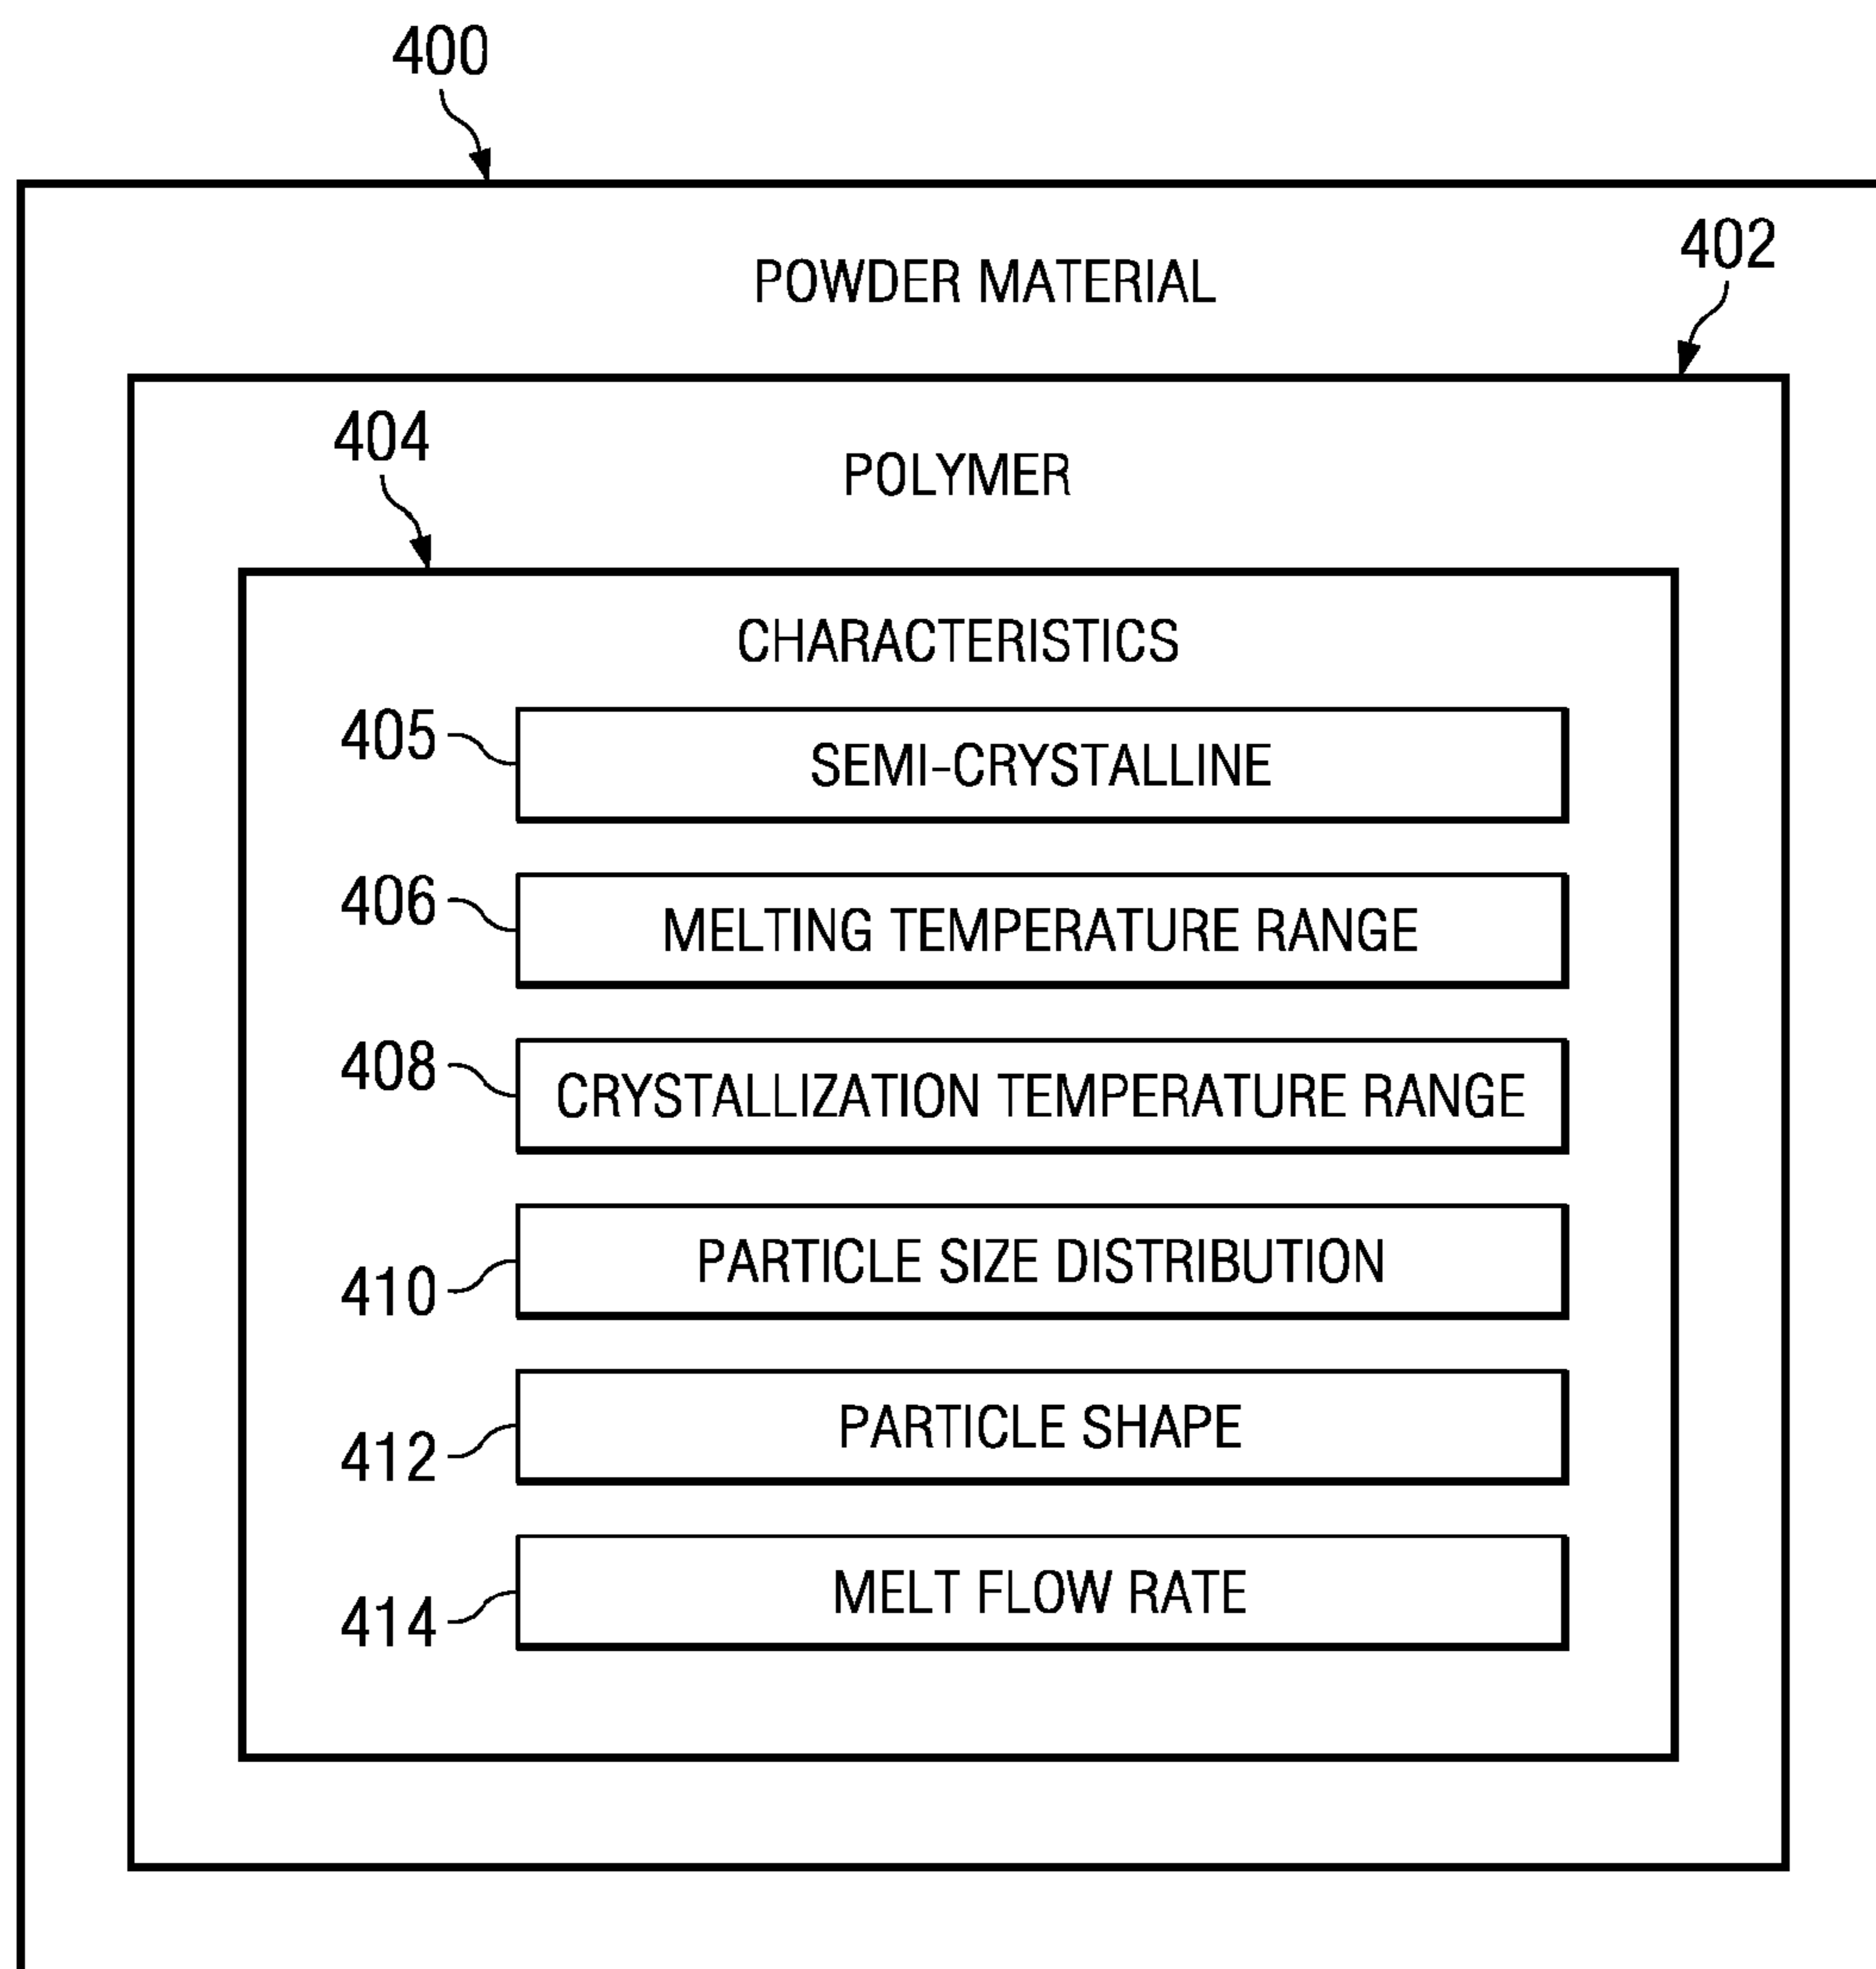 400
POWDER MATERIAL
402
404
POLYMER
CHARACTERISTICS
405 SEMI-CRYSTALLINE
406 MELTING TEMPERATURE RANGE
408 CRYSTALLIZATION TEMPERATURE RANGE
410 PARTICLE SIZE DISTRIBUTION
412 PARTICLE SHAPE
414 MELT FLOW RATE